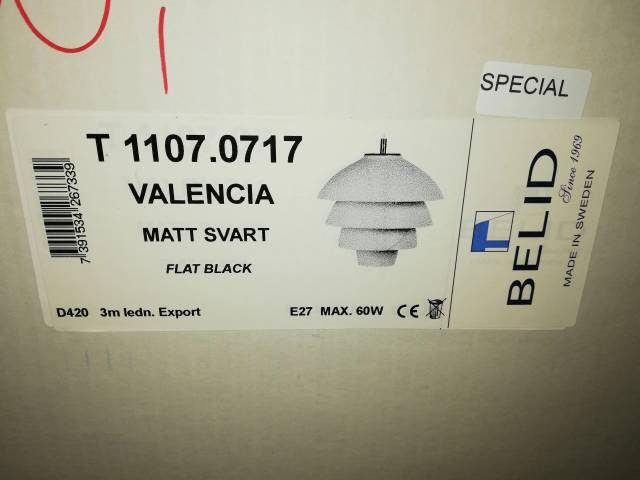 SPECIAL
T 1107.0717
VALENCIA
MATT SVART
FLAT BLACK
7 391534 267339
D420 3m ledn. Export
E27 MAX. 60W CE
BELID
Since 1969
MADE IN SWEDEN